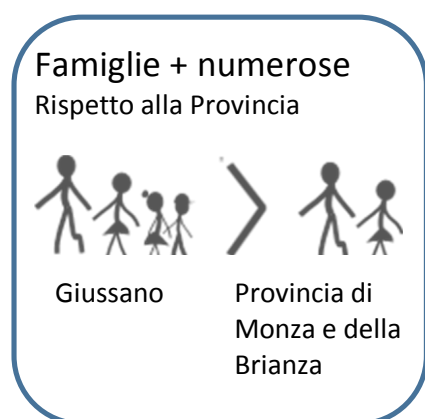 Famiglie + numerose
Rispetto alla Provincia
Giussano
Provincia di
Monza e della
Brianza